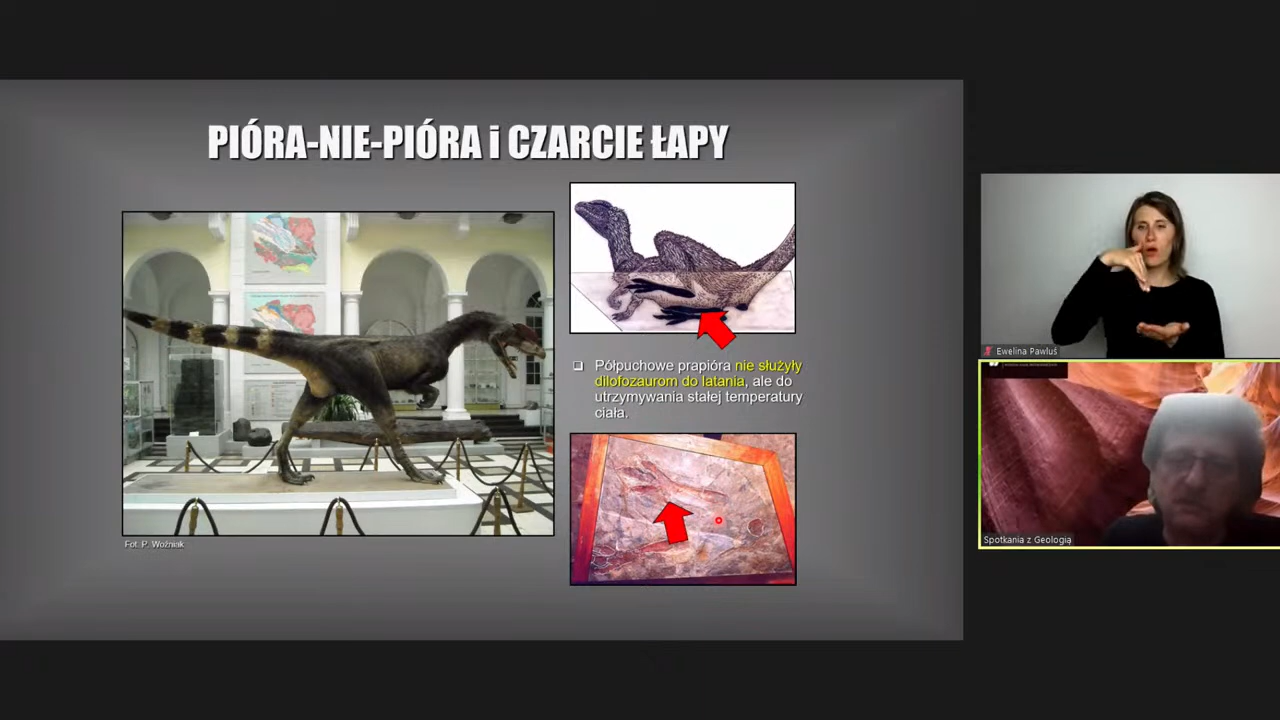 PIÓRA-NIE-PIÓRA i CZARCIE ŁAPY
Półpuchowe prapióra nie służyły
dilofozaurom do latania, ale do
utrzymywania stałej temperatury
ciała.
Fot. P. Woźniak
Ewelina Pawluś
Spotkania z Geologią